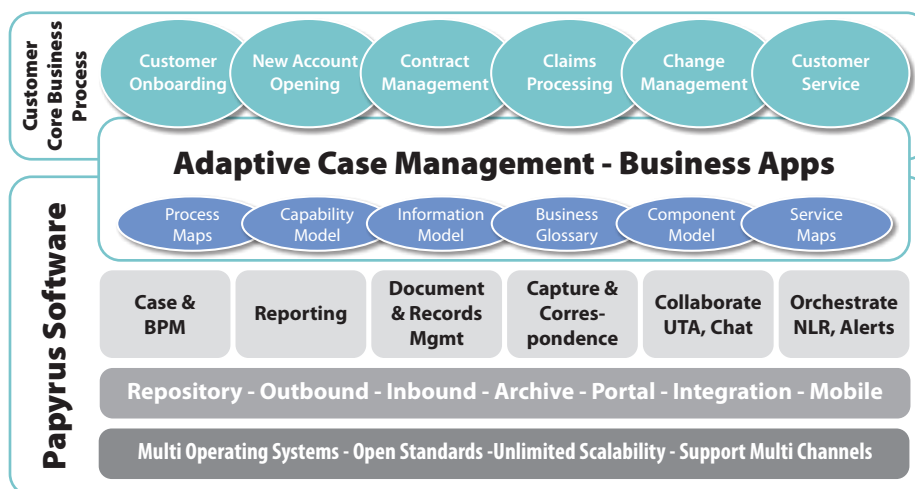 Customer
Core Business
Process
Customer
Onboarding
New Account
Opening
Contract
Management
Claims
Processing
Change
Management
Customer
Service
Adaptive Case Management - Business Apps
Process
Maps
Capability
Model
Information
Model
Business
Glossary
Component
Model
Service
Maps
Papyrus Software
Case &
BPM
Reporting
Document
& Records
Mgmt
Capture &
Corres-
pondence
Collaborate
UTA, Chat
Orchestrate
NLR, Alerts
Repository - Outbound - Inbound - Archive - Portal - Integration - Mobile
Multi Operating Systems - Open Standards -Unlimited Scalability - Support Multi Channels